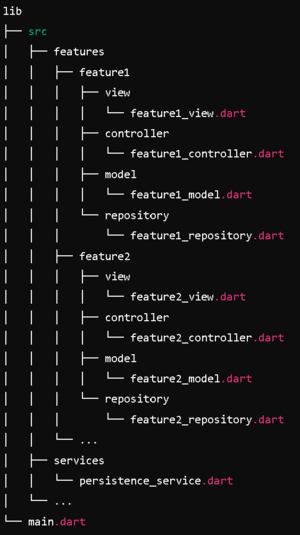 lib
├── src
│   ├── features
│   │   ├── feature1
│   │   │   ├── view
│   │   │   │   └── feature1_view.dart
│   │   │   ├── controller
│   │   │   │   └── feature1_controller.dart
│   │   │   ├── model
│   │   │   │   └── feature1_model.dart
│   │   │   └── repository
│   │   │       └── feature1_repository.dart
│   │   ├── feature2
│   │   │   ├── view
│   │   │   │   └── feature2_view.dart
│   │   │   ├── controller
│   │   │   │   └── feature2_controller.dart
│   │   │   ├── model
│   │   │   │   └── feature2_model.dart
│   │   │   └── repository
│   │   │       └── feature2_repository.dart
│   │   └── ...
│   ├── services
│   │   └── persistence_service.dart
│   └── ...
└── main.dart